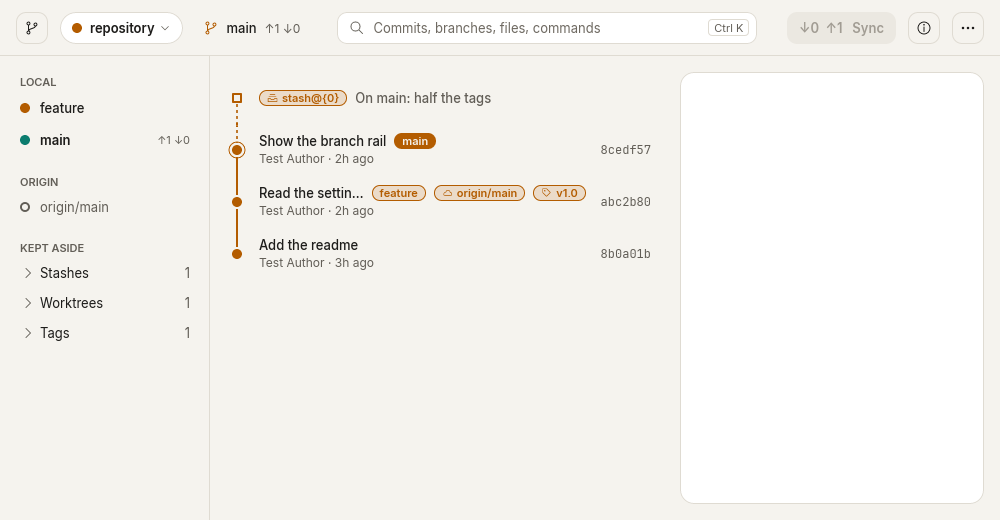 repository
main ↑1 ↓0
Commits, branches, files, commands
Ctrl K
↓0 ↑1 Sync
LOCAL
feature
main ↑1 ↓0
ORIGIN
origin/main
KEPT ASIDE
Stashes 1
Worktrees 1
Tags 1
stash@{0} On main: half the tags
Show the branch rail main
Test Author · 2h ago
8cedf57
Read the settin... feature origin/main v1.0
Test Author · 2h ago
abc2b80
Add the readme
Test Author · 3h ago
8b0a01b